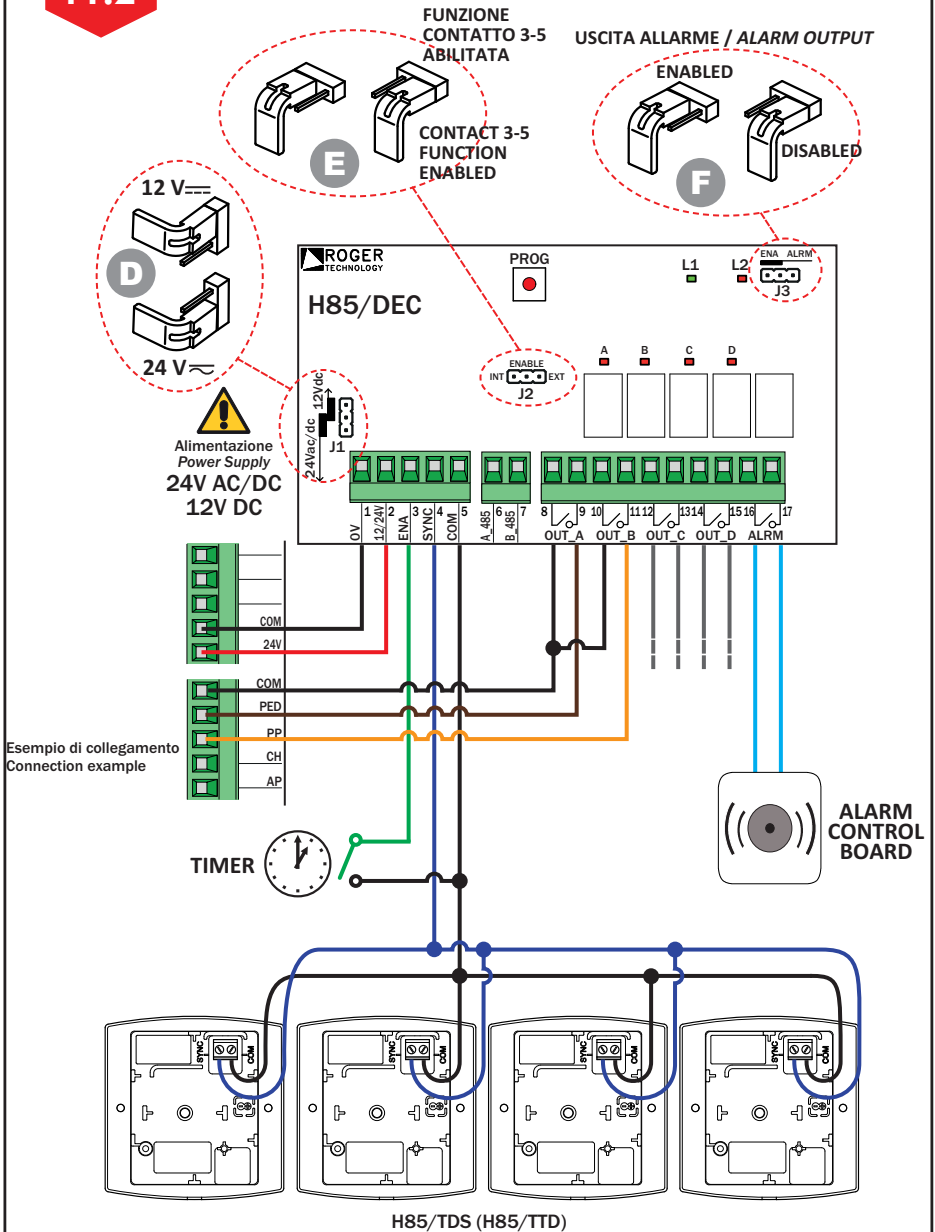 FUNZIONE
CONTATTO 3-5
ABILITATA
USCITA ALLARME / ALARM OUTPUT
ENABLED
CONTACT 3-5
FUNCTION
ENABLED
E
DISABLED
F
12 V
D
24 V
ROGER
TECHNOLOGY
H85/DEC
PROG
L1
L2
ENA ALRM
J3
ENABLE
INT EXT
J2
A B C D
12Vdc
24Vac/dc
J1
Alimentazione
Power Supply
24V AC/DC
12V DC
1 2 3 4 5 6 7 8 9 10 11 12 13 14 15 16 17
0V 12/24V ENA SYNC COM A_485 B_485 OUT_A OUT_B OUT_C OUT_D ALRM
COM
24V
COM
PED
PP
CH
AP
Esempio di collegamento
Connection example
TIMER
ALARM
CONTROL
BOARD
SYNC COM SYNC COM SYNC COM SYNC COM
H85/TDS (H85/TTD)